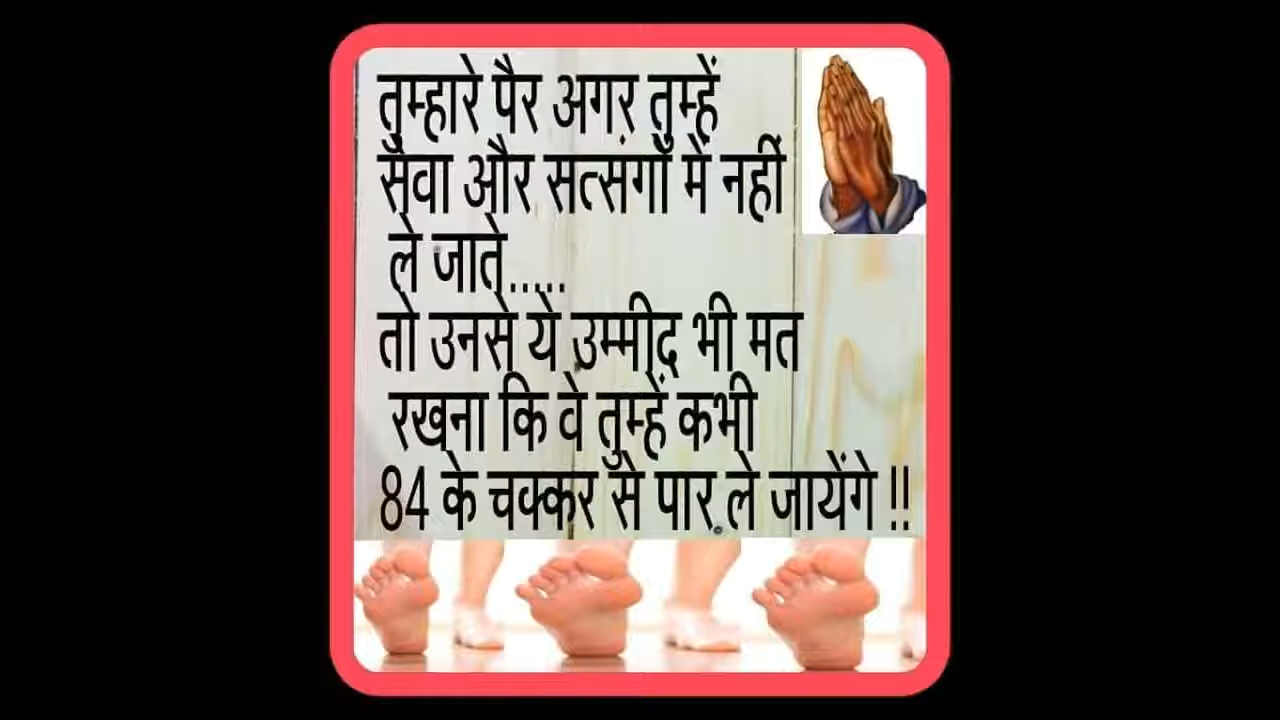 तुम्हारे पैर अगर तुम्हें
सेवा और सत्संगों में नहीं
ले जाते.....
तो उनसे ये उम्मीद भी मत
रखना कि वे तुम्हें कभी
84 के चक्कर से पार ले जायेंगे !!